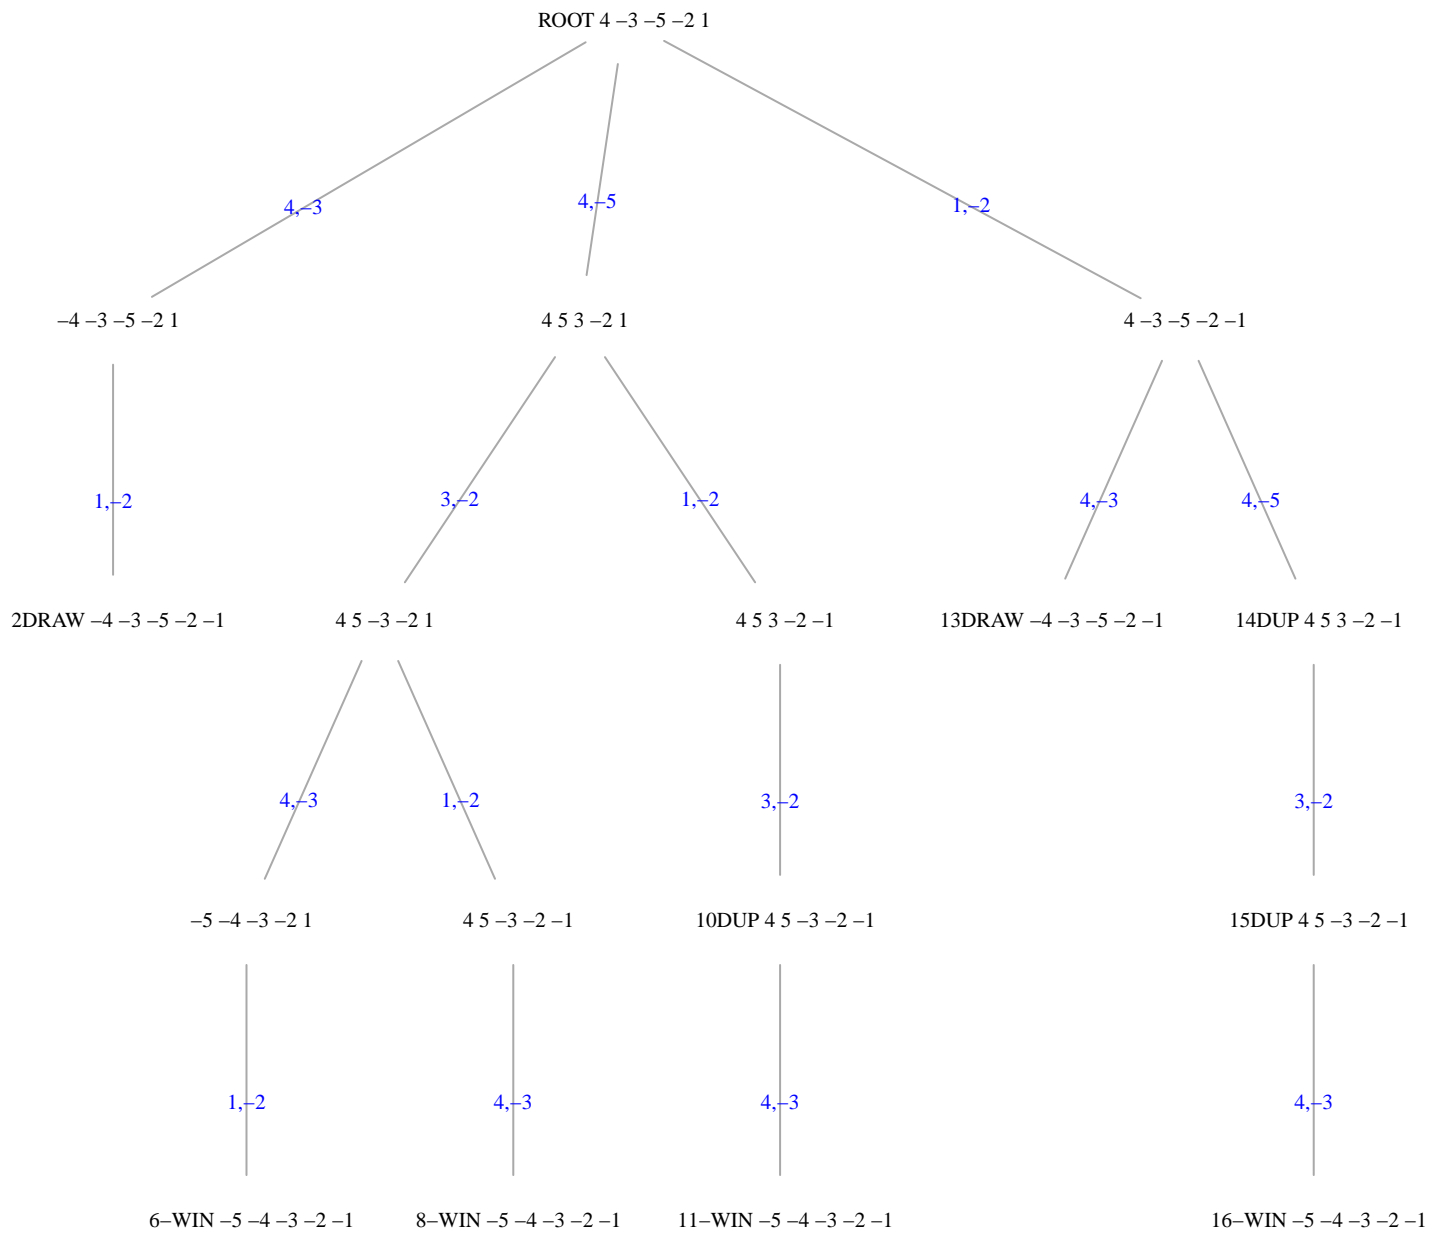 ROOT 4 –3 –5 –2 1
4,–3
4,–5
1,–2
–4 –3 –5 –2 1
4 5 3 –2 1
4 –3 –5 –2 –1
1,–2
3,–2
1,–2
4,–3
4,–5
2DRAW –4 –3 –5 –2 –1
4 5 –3 –2 1
4 5 3 –2 –1
13DRAW –4 –3 –5 –2 –1
14DUP 4 5 3 –2 –1
4,–3
1,–2
3,–2
3,–2
–5 –4 –3 –2 1
4 5 –3 –2 –1
10DUP 4 5 –3 –2 –1
15DUP 4 5 –3 –2 –1
1,–2
4,–3
4,–3
4,–3
6–WIN –5 –4 –3 –2 –1
8–WIN –5 –4 –3 –2 –1
11–WIN –5 –4 –3 –2 –1
16–WIN –5 –4 –3 –2 –1